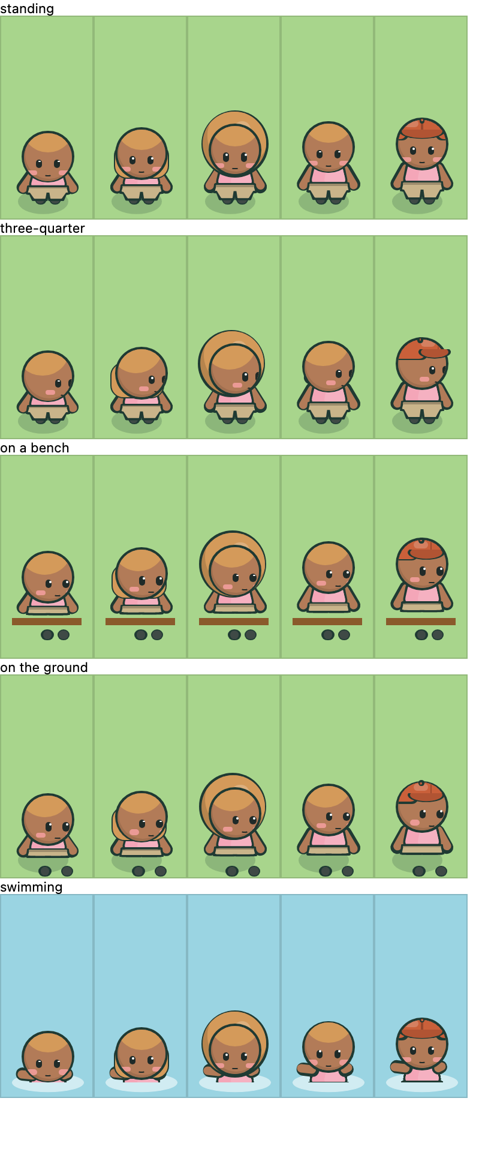 standing
three-quarter
on a bench
on the ground
swimming